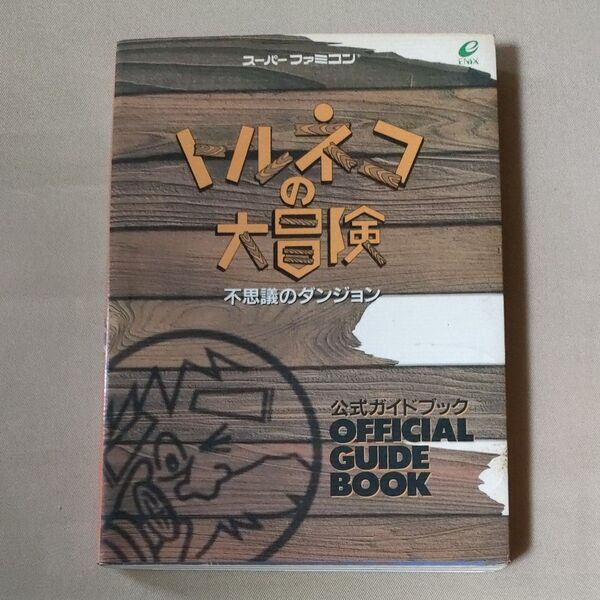 スーパーファミコン®
ENIX
トルネコ
の
大冒険
不思議のダンジョン
公式ガイドブック
OFFICIAL
GUIDE
BOOK